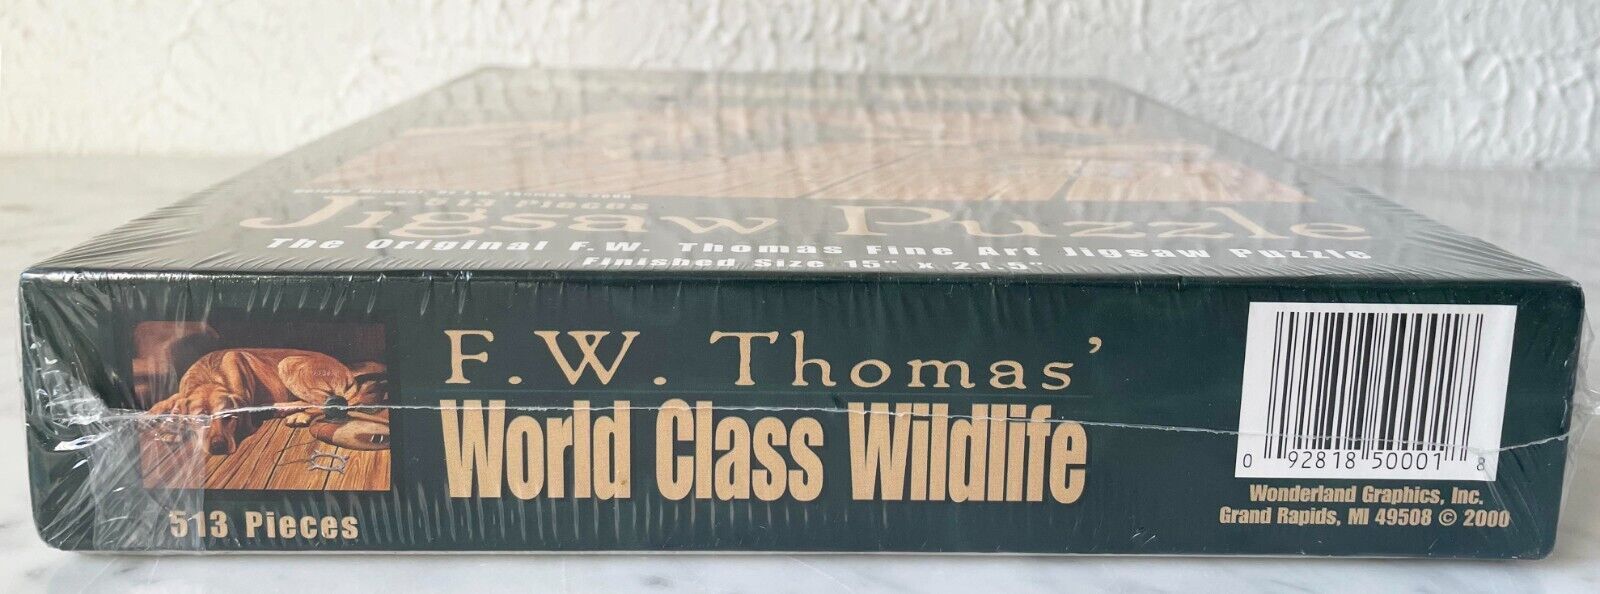 513 Pieces
Jigsaw Puzzle
The Original F.W. Thomas Fine Art Jigsaw Puzzle
Finished Size 15" x 21.5"
F. W. Thomas'
World Class Wildlife
513 Pieces
0 92818 50001 8
Wonderland Graphics, Inc.
Grand Rapids, MI 49508 © 2000